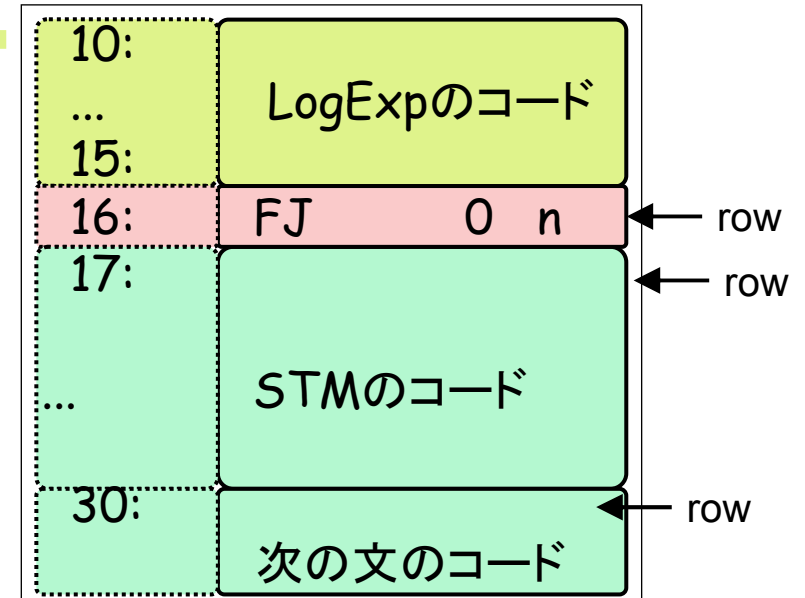 10:
...
LogExpのコード
15:
16: FJ 0 n
row
17:
row
...
STMのコード
30:
row
次の文のコード